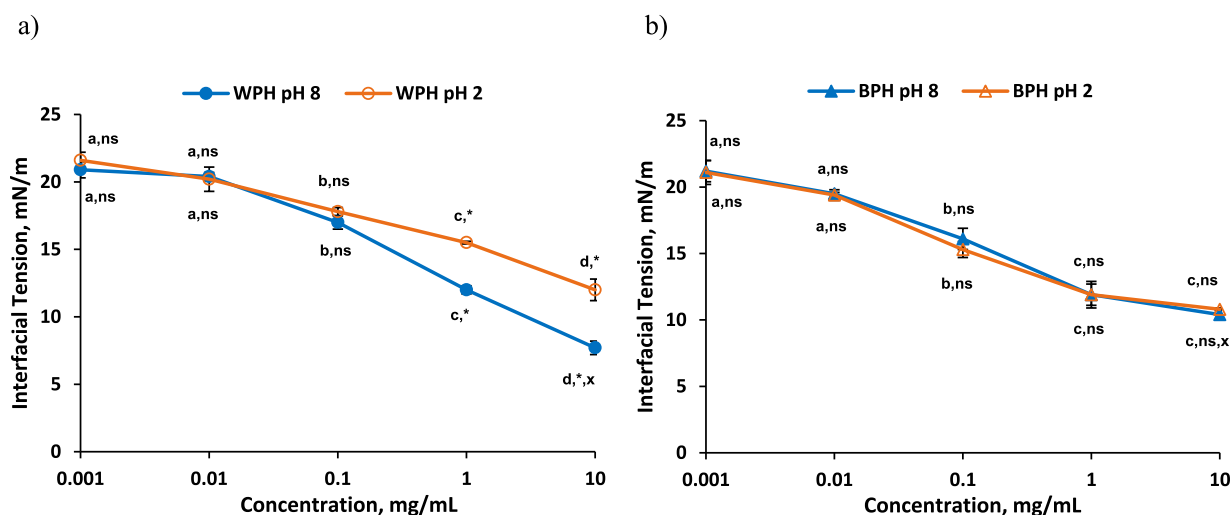 a)
WPH pH 8 WPH pH 2
25
20
15
10
5
0
Interfacial Tension, mN/m
a,ns
a,ns
a,ns
a,ns
b,ns
b,ns
c,*
c,*
d,*
d,*,x
0.001 0.01 0.1 1 10
Concentration, mg/mL
b)
BPH pH 8 BPH pH 2
25
20
15
10
5
0
Interfacial Tension, mN/m
a,ns
a,ns
a,ns
a,ns
b,ns
b,ns
c,ns
c,ns
c,ns
c,ns,x
0.001 0.01 0.1 1 10
Concentration, mg/mL